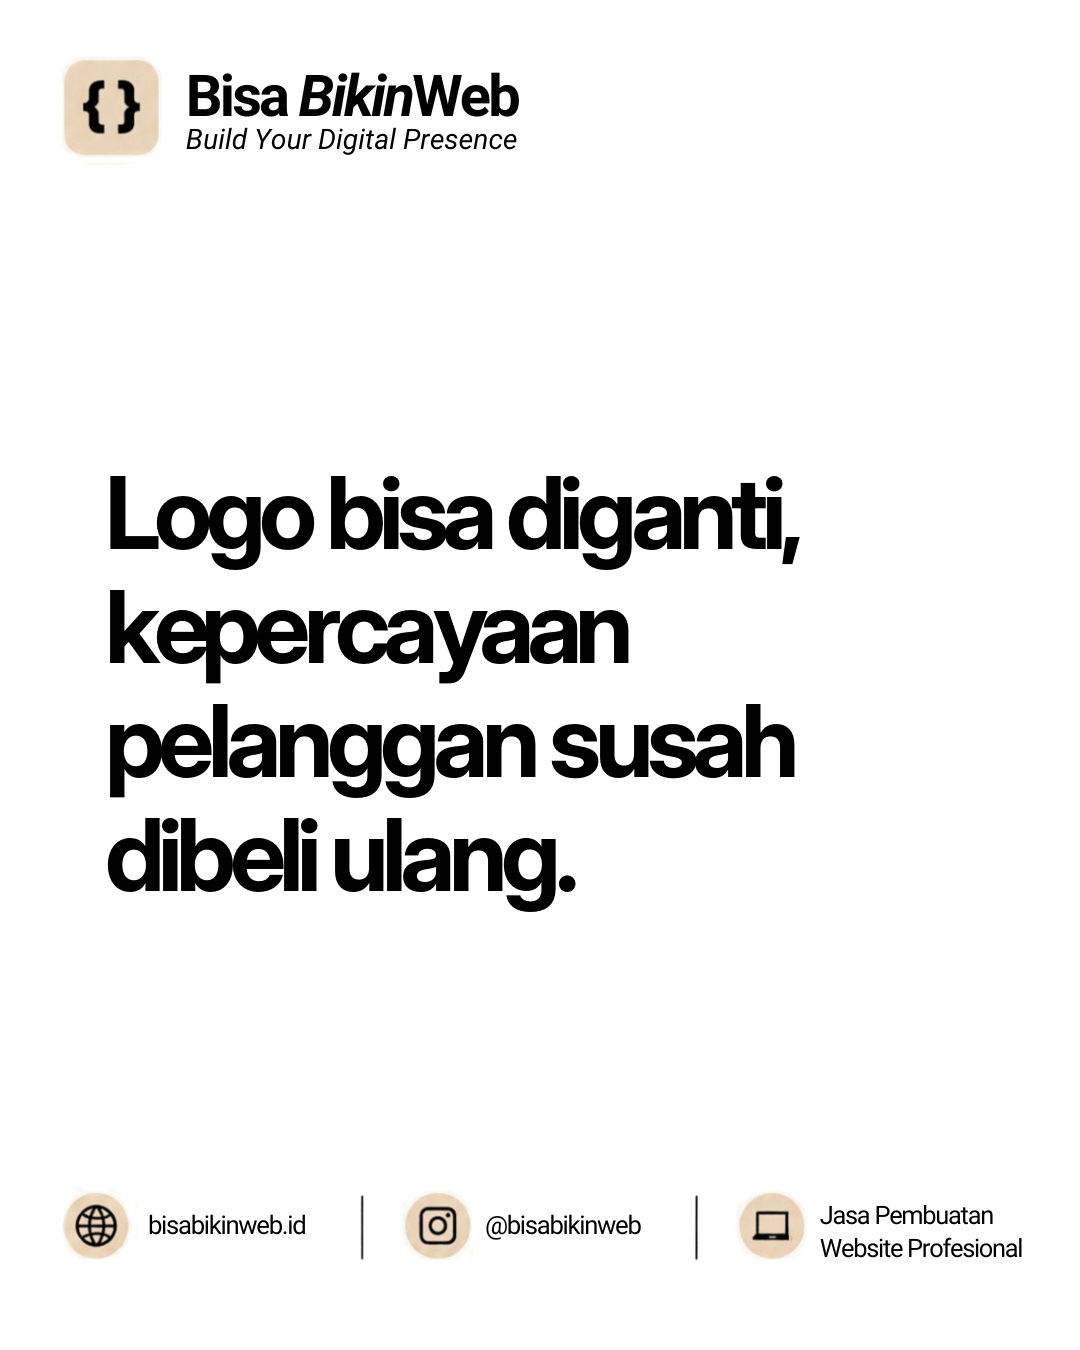 { }
Bisa BikinWeb
Build Your Digital Presence
Logo bisa diganti,
kepercayaan
pelanggan susah
dibeli ulang.
bisabikinweb.id
@bisabikinweb
Jasa Pembuatan
Website Profesional